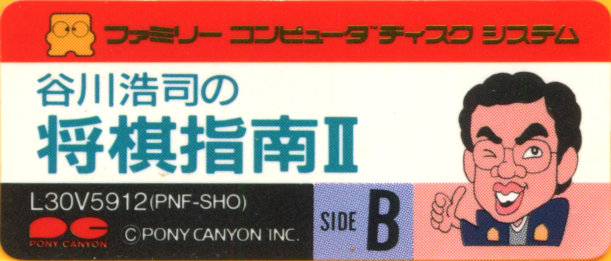 ファミリー コンピュータ™ ディスク システム
谷川浩司の
将棋指南II
L30V5912(PNF-SHO)
PONY CANYON
©PONY CANYON INC.
SIDE B